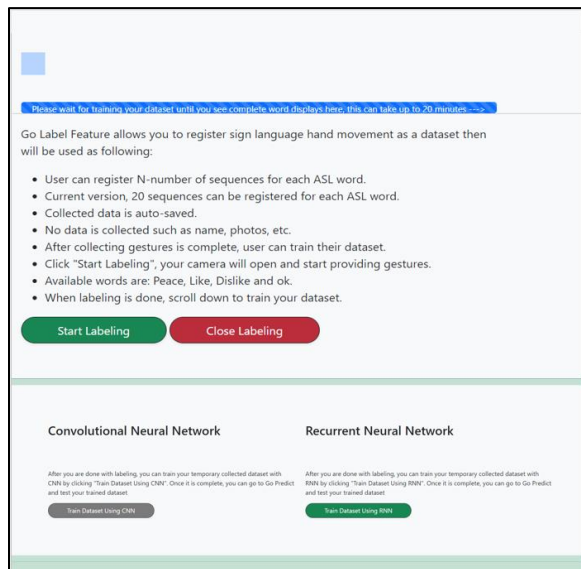 Please wait for training your dataset until you see complete word displays here, this can take up to 20 minutes --->
Go Label Feature allows you to register sign language hand movement as a dataset then
will be used as following:
User can register N-number of sequences for each ASL word.
Current version, 20 sequences can be registered for each ASL word.
Collected data is auto-saved.
No data is collected such as name, photos, etc.
After collecting gestures is complete, user can train their dataset.
Click "Start Labeling", your camera will open and start providing gestures.
Available words are: Peace, Like, Dislike and ok.
When labeling is done, scroll down to train your dataset.
Start Labeling
Close Labeling
Convolutional Neural Network
After you are done with labeling, you can train your temporary collected dataset with
CNN by clicking "Train Dataset Using CNN". Once it is complete, you can go to Go Predict
and test your trained dataset
Train Dataset Using CNN
Recurrent Neural Network
After you are done with labeling, you can train your temporary collected dataset with
RNN by clicking "Train Dataset Using RNN". Once it is complete, you can go to Go Predict
and test your trained dataset
Train Dataset Using RNN